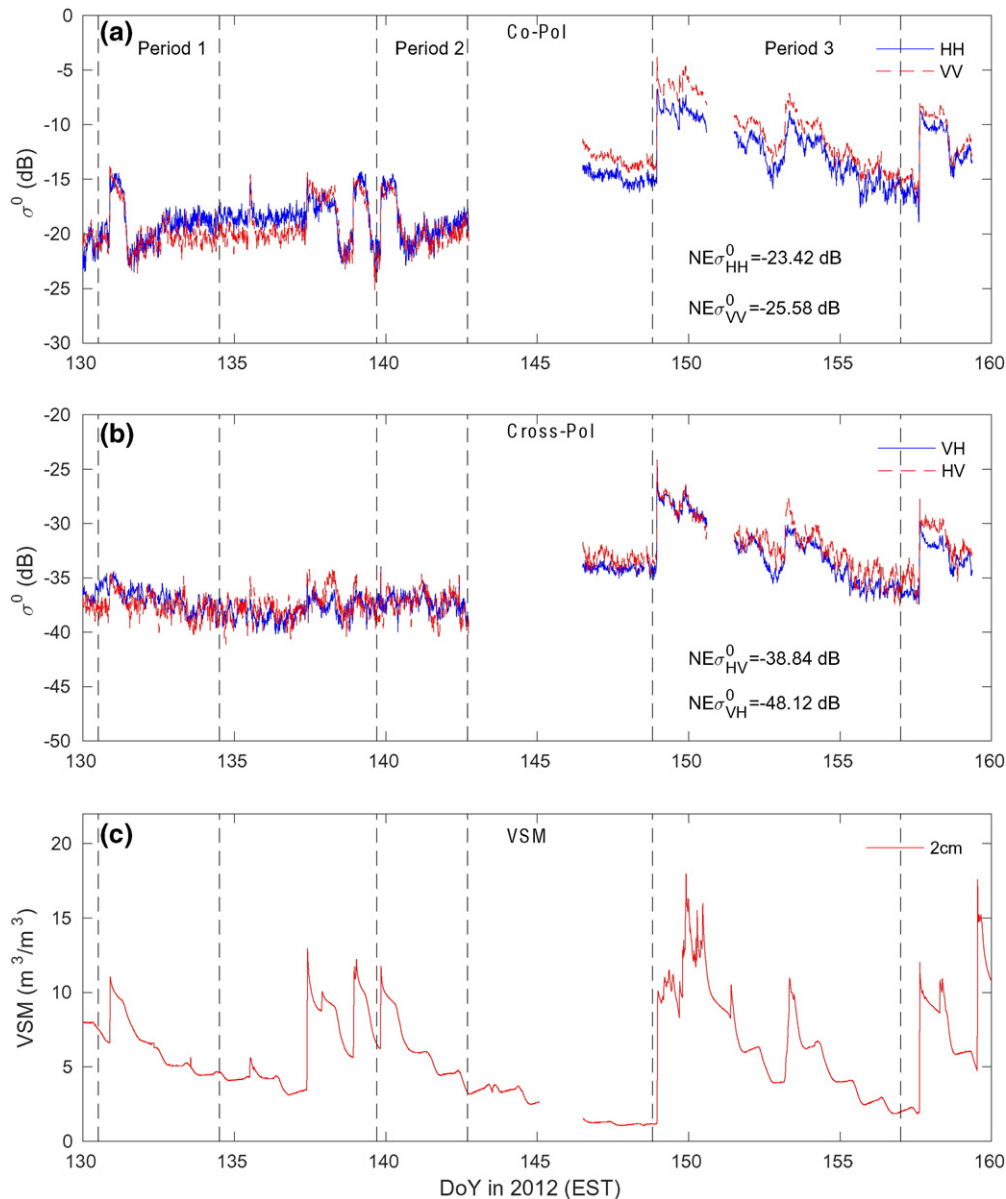 (a)
Co-Pol
Period 1
Period 2
Period 3
HH
VV
0
-5
-10
-15
-20
-25
-30
σ⁰ (dB)
NEσ⁰HH=-23.42 dB
NEσ⁰VV=-25.58 dB
130 135 140 145 150 155 160
(b)
Cross-Pol
VH
HV
-20
-25
-30
-35
-40
-45
-50
σ⁰ (dB)
NEσ⁰HV=-38.84 dB
NEσ⁰VH=-48.12 dB
130 135 140 145 150 155 160
(c)
VSM
2cm
20
15
10
5
0
VSM (m³/m³)
130 135 140 145 150 155 160
DoY in 2012 (EST)